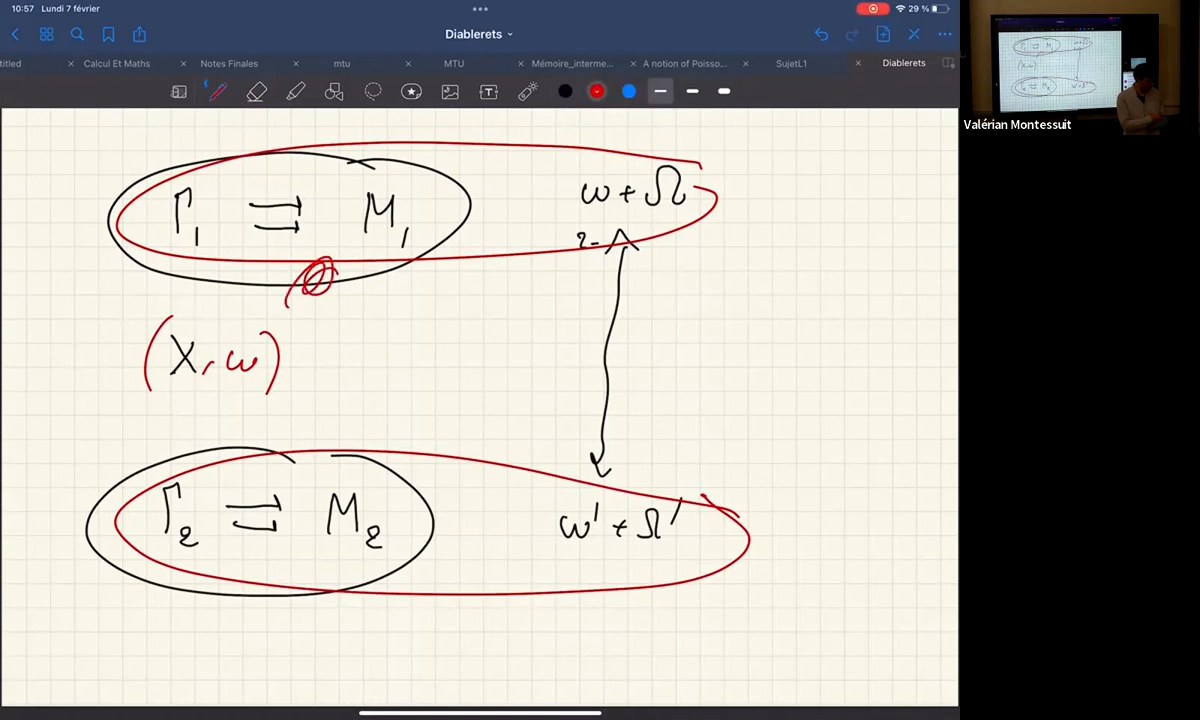 10:57 Lundi 7 février
29 %
Diablerets
titled
Calcul Et Maths
Notes Finales
mtu
MTU
Mémoire_interme...
A notion of Poisso...
SujetL1
Diablerets
Γ₁ ⇉ M₁
ω + Ω
2-
(X, ω)
Γ₂ ⇉ M₂
ω' + Ω'
Valérian Montessuit